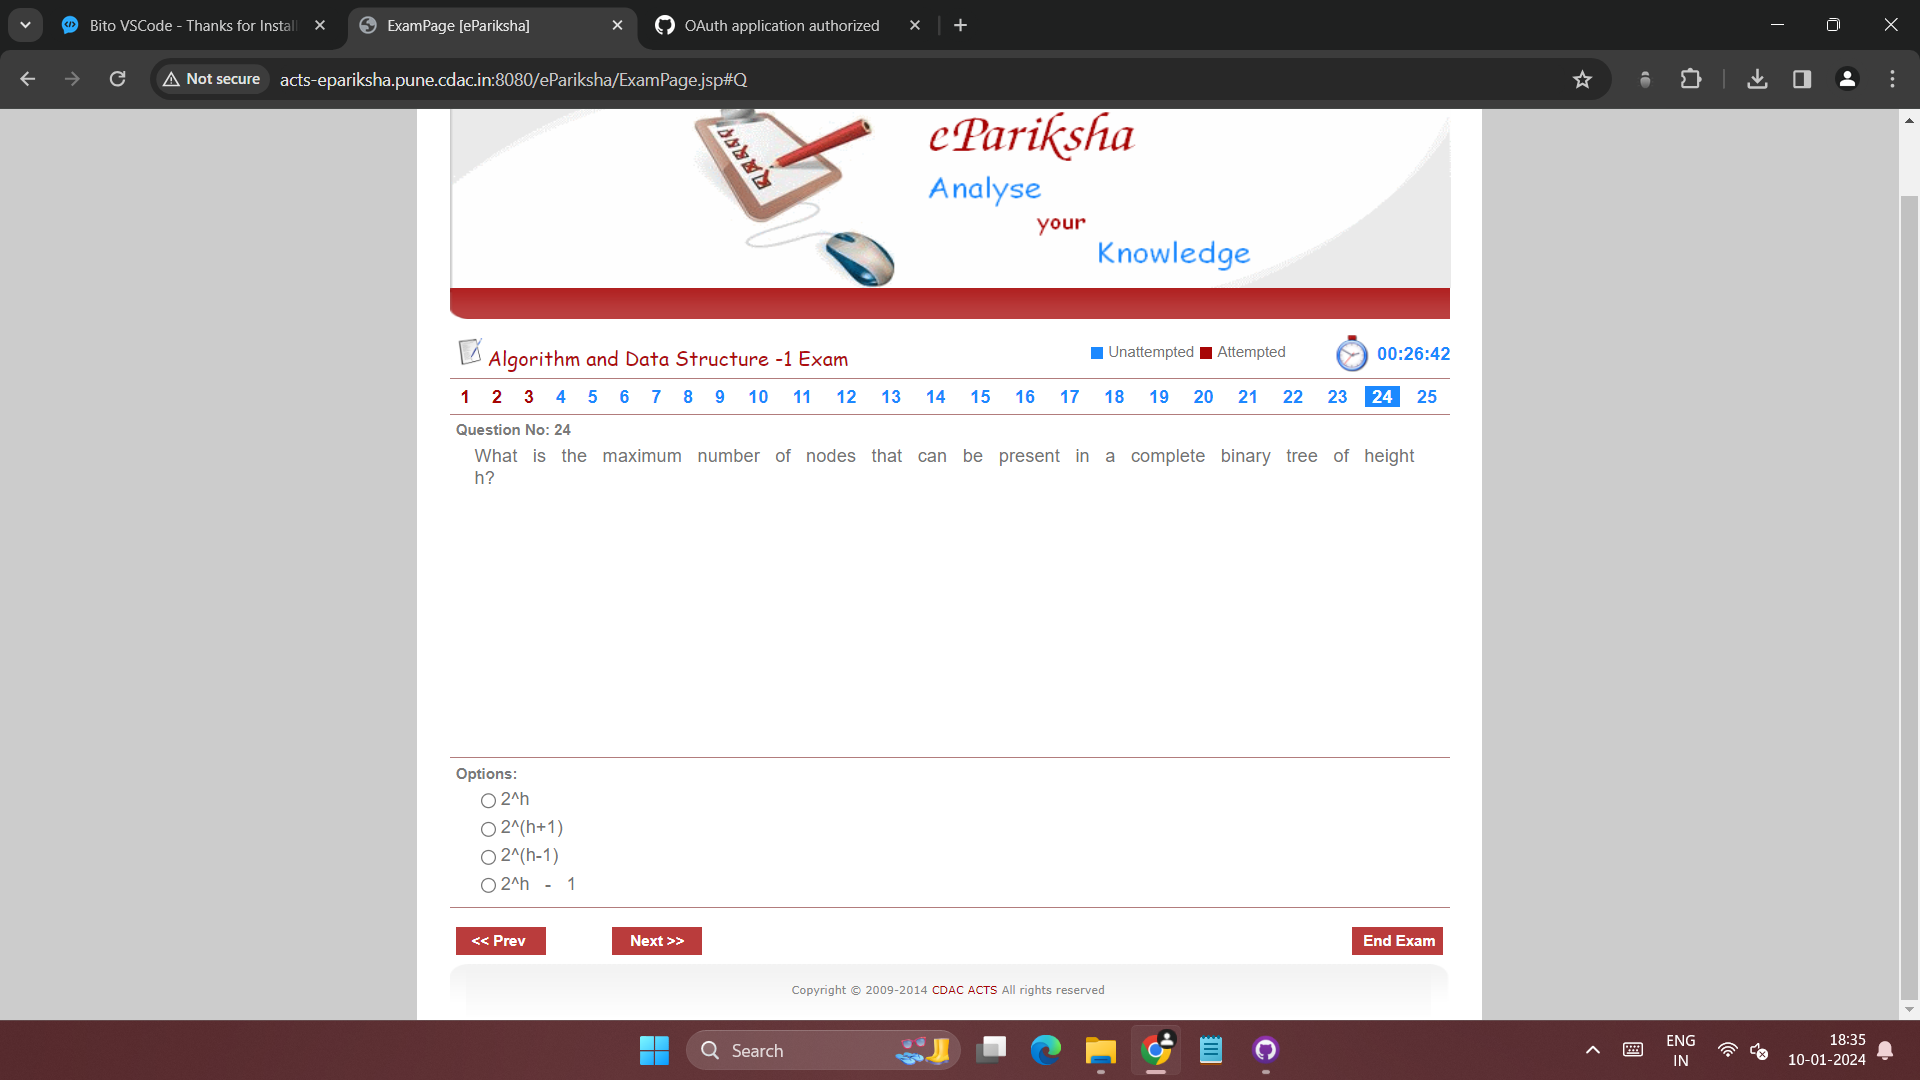 Bito VSCode - Thanks for Install
ExamPage [ePariksha]
OAuth application authorized
Not secure
acts-epariksha.pune.cdac.in:8080/ePariksha/ExamPage.jsp#Q
ePariksha
Analyse
your
Knowledge
Algorithm and Data Structure -1 Exam
Unattempted Attempted
00:26:42
1 2 3 4 5 6 7 8 9 10 11 12 13 14 15 16 17 18 19 20 21 22 23 24 25
Question No: 24
What is the maximum number of nodes that can be present in a complete binary tree of height
h?
Options:
2^h
2^(h+1)
2^(h-1)
2^h - 1
<< Prev
Next >>
End Exam
Copyright © 2009-2014 CDAC ACTS All rights reserved
Search
ENG
IN
18:35
10-01-2024